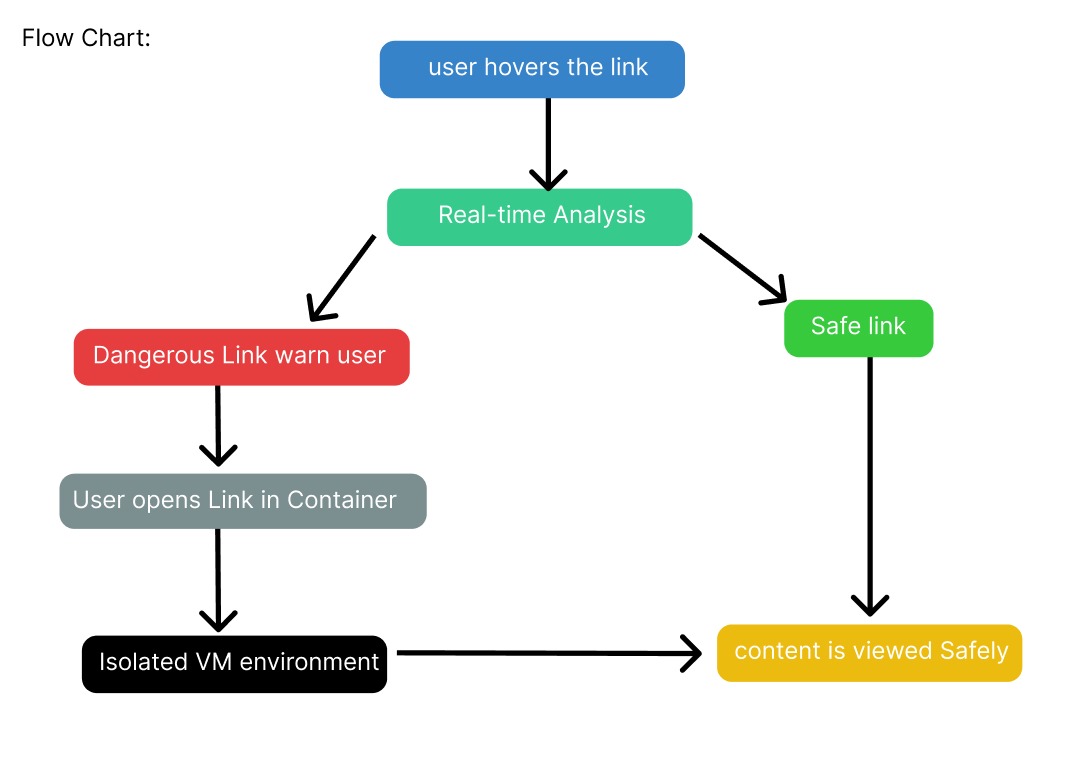 Flow Chart:
user hovers the link
Real-time Analysis
Safe link
Dangerous Link warn user
User opens Link in Container
Isolated VM environment
content is viewed Safely